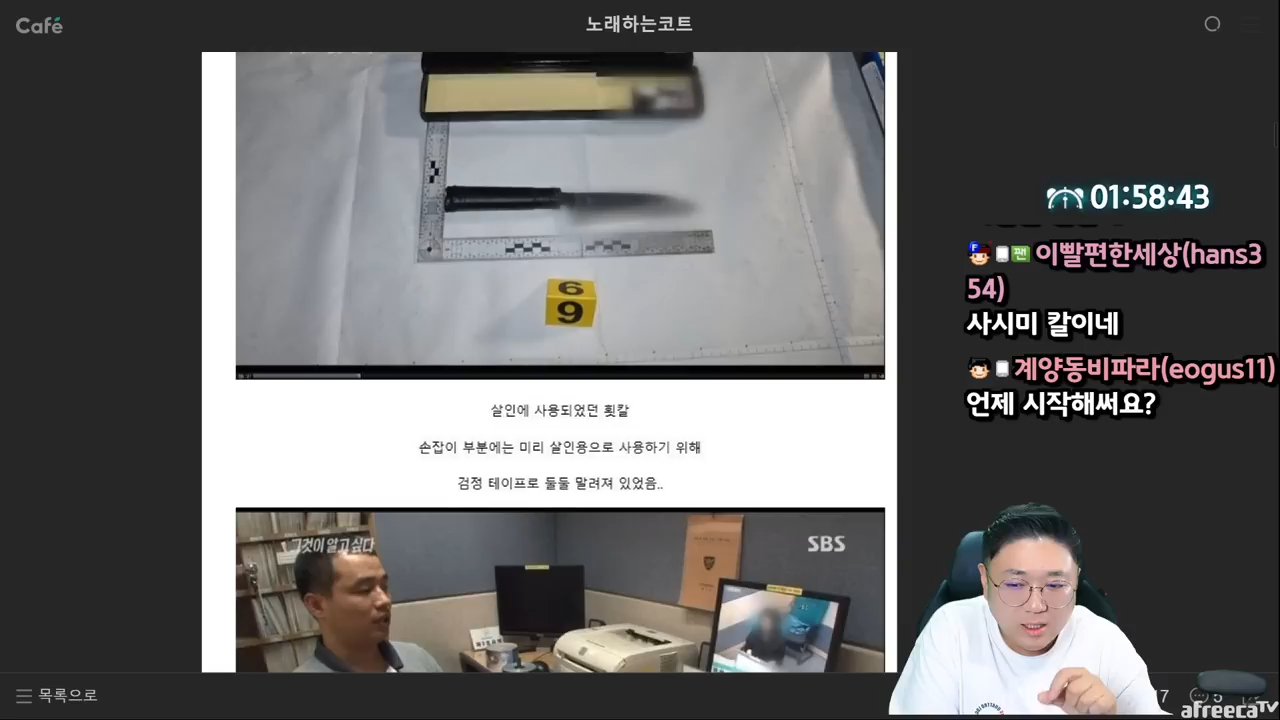 Café
노래하는코트
01:58:43
F 팬 이빨편한세상(hans3
54)
사시미 칼이네
계양동비파라(eogus11)
언제 시작해써요?
6
9
살인에 사용되었던 횟칼
손잡이 부분에는 미리 살인용으로 사용하기 위해
검정 테이프로 둘둘 말려져 있었음..
그것이 알고싶다
SBS
목록으로
17
5
afreecaTV